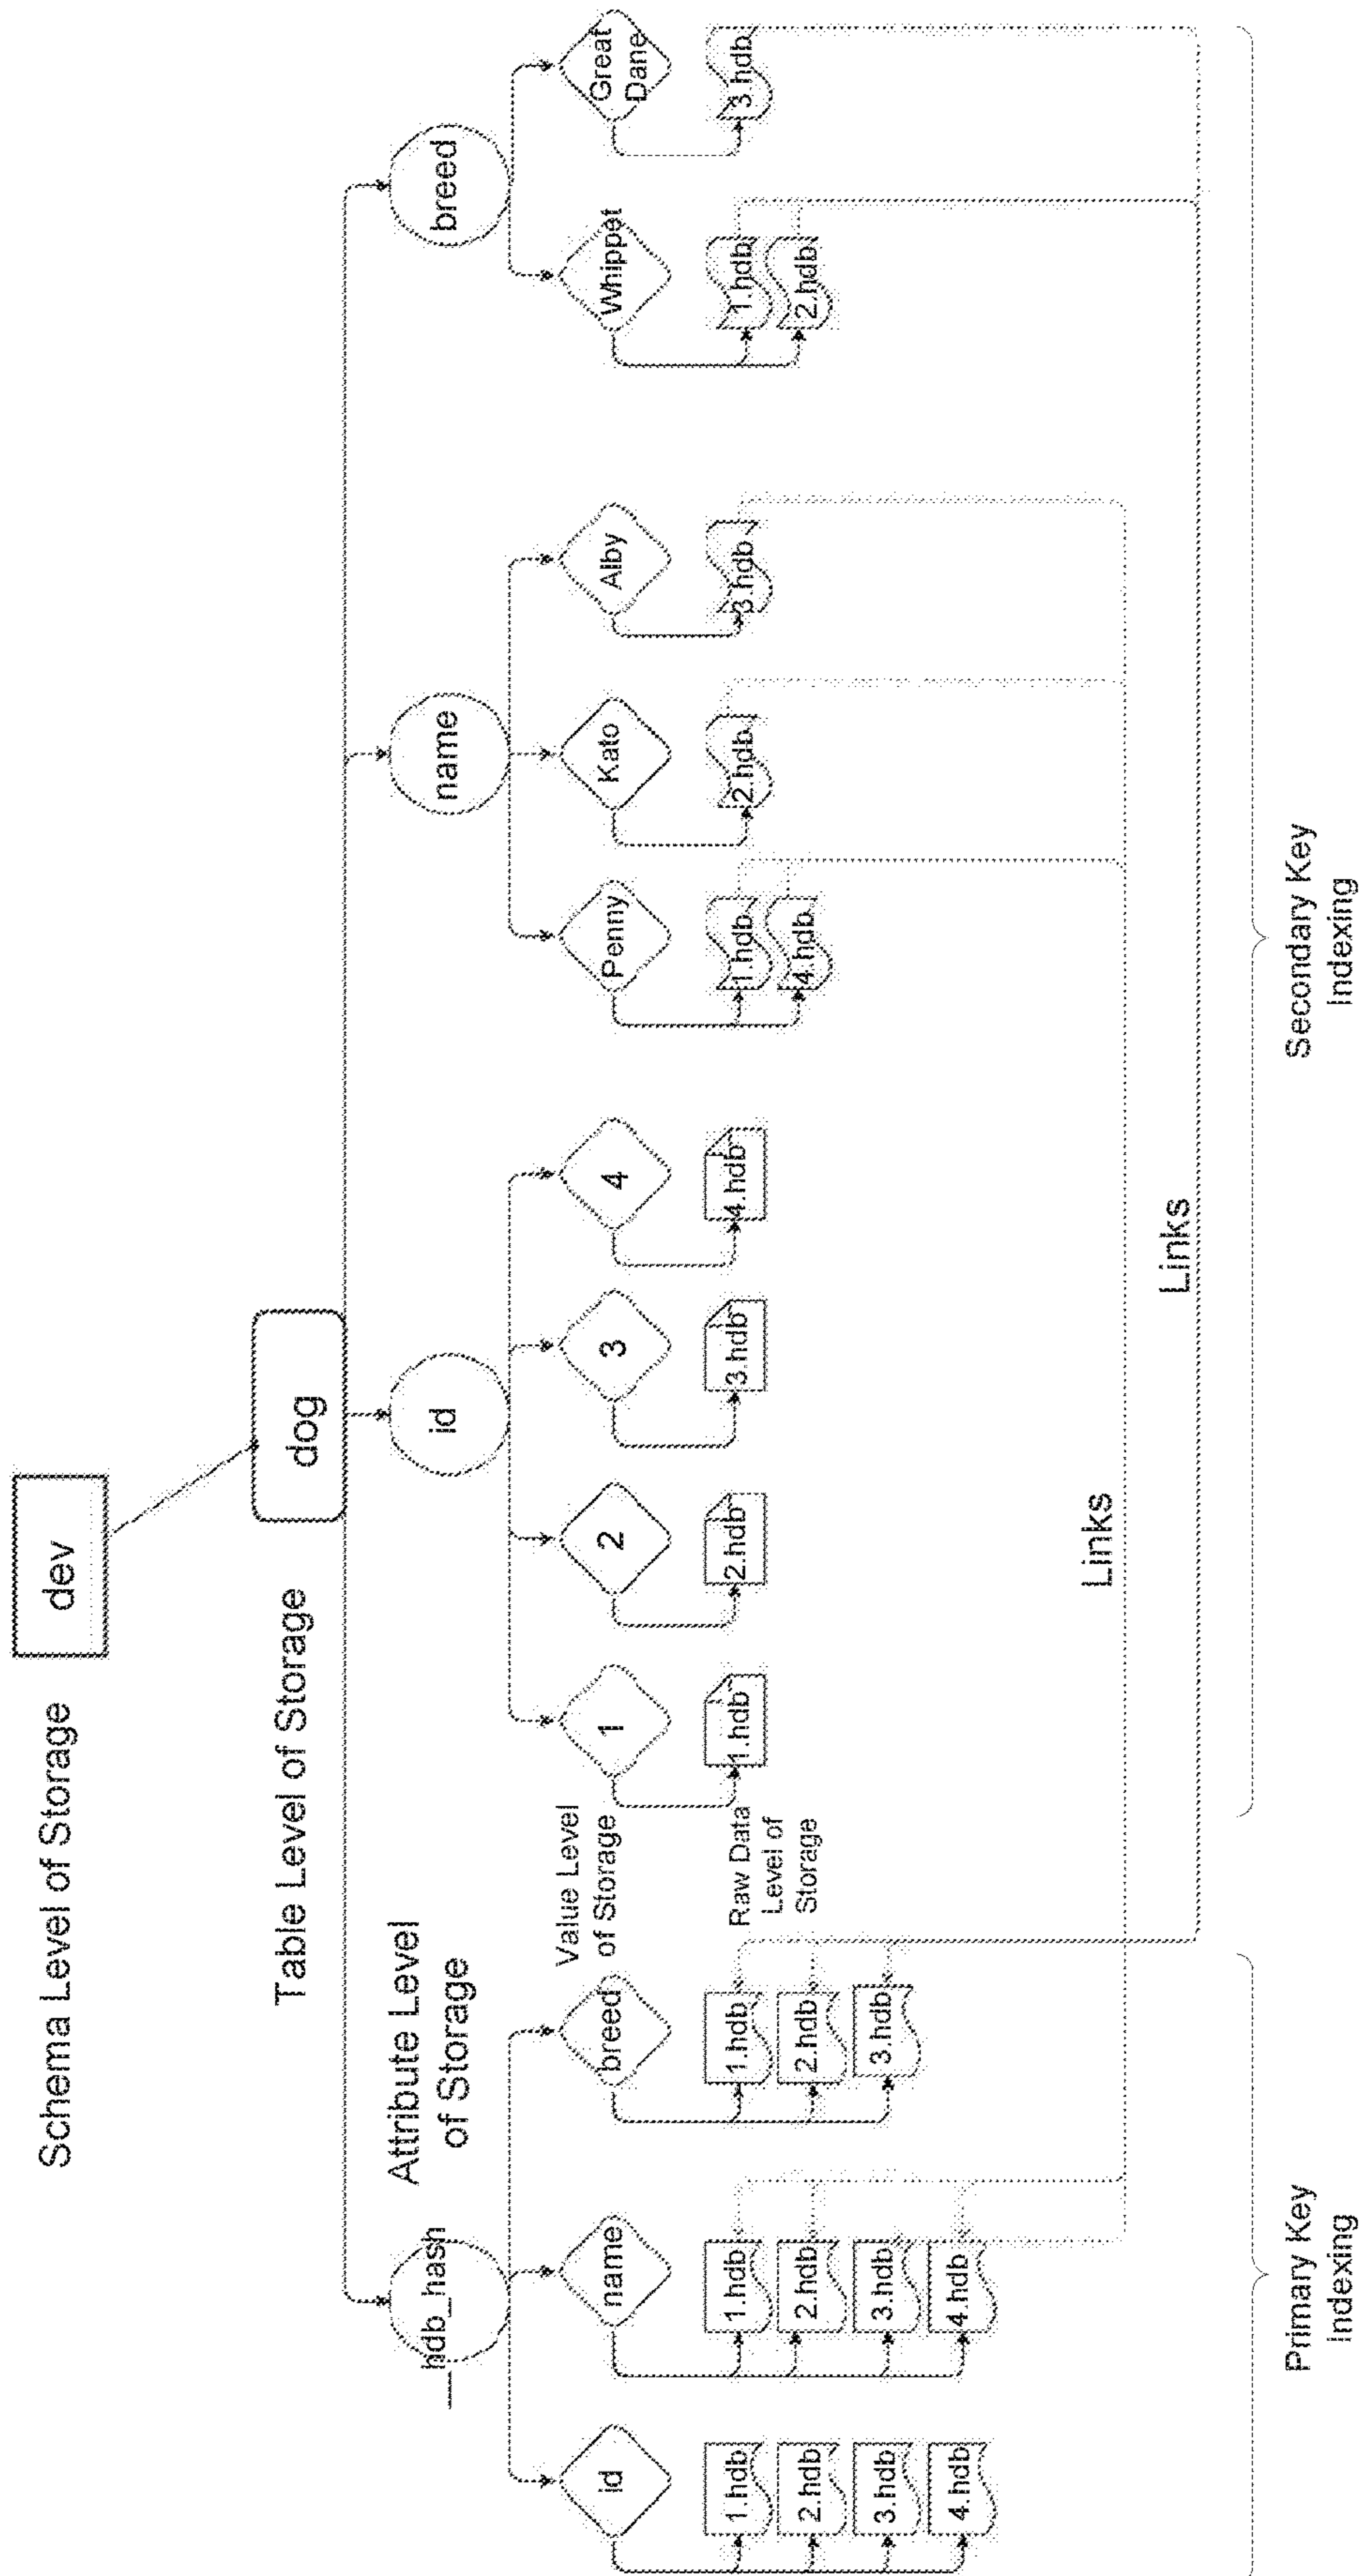 Schema Level of Storage
dev
Table Level of Storage
dog
Attribute Level
of Storage
__hdb_hash
id
name
breed
Value Level
of Storage
id
name
breed
1
2
3
4
Penny
Kato
Alby
Whippet
Great
Dane
Raw Data
Level of
Storage
1.hdb
2.hdb
3.hdb
4.hdb
1.hdb
2.hdb
3.hdb
4.hdb
1.hdb
2.hdb
3.hdb
1.hdb
2.hdb
3.hdb
4.hdb
1.hdb
4.hdb
2.hdb
3.hdb
1.hdb
2.hdb
3.hdb
Links
Links
Primary Key
Indexing
Secondary Key
Indexing